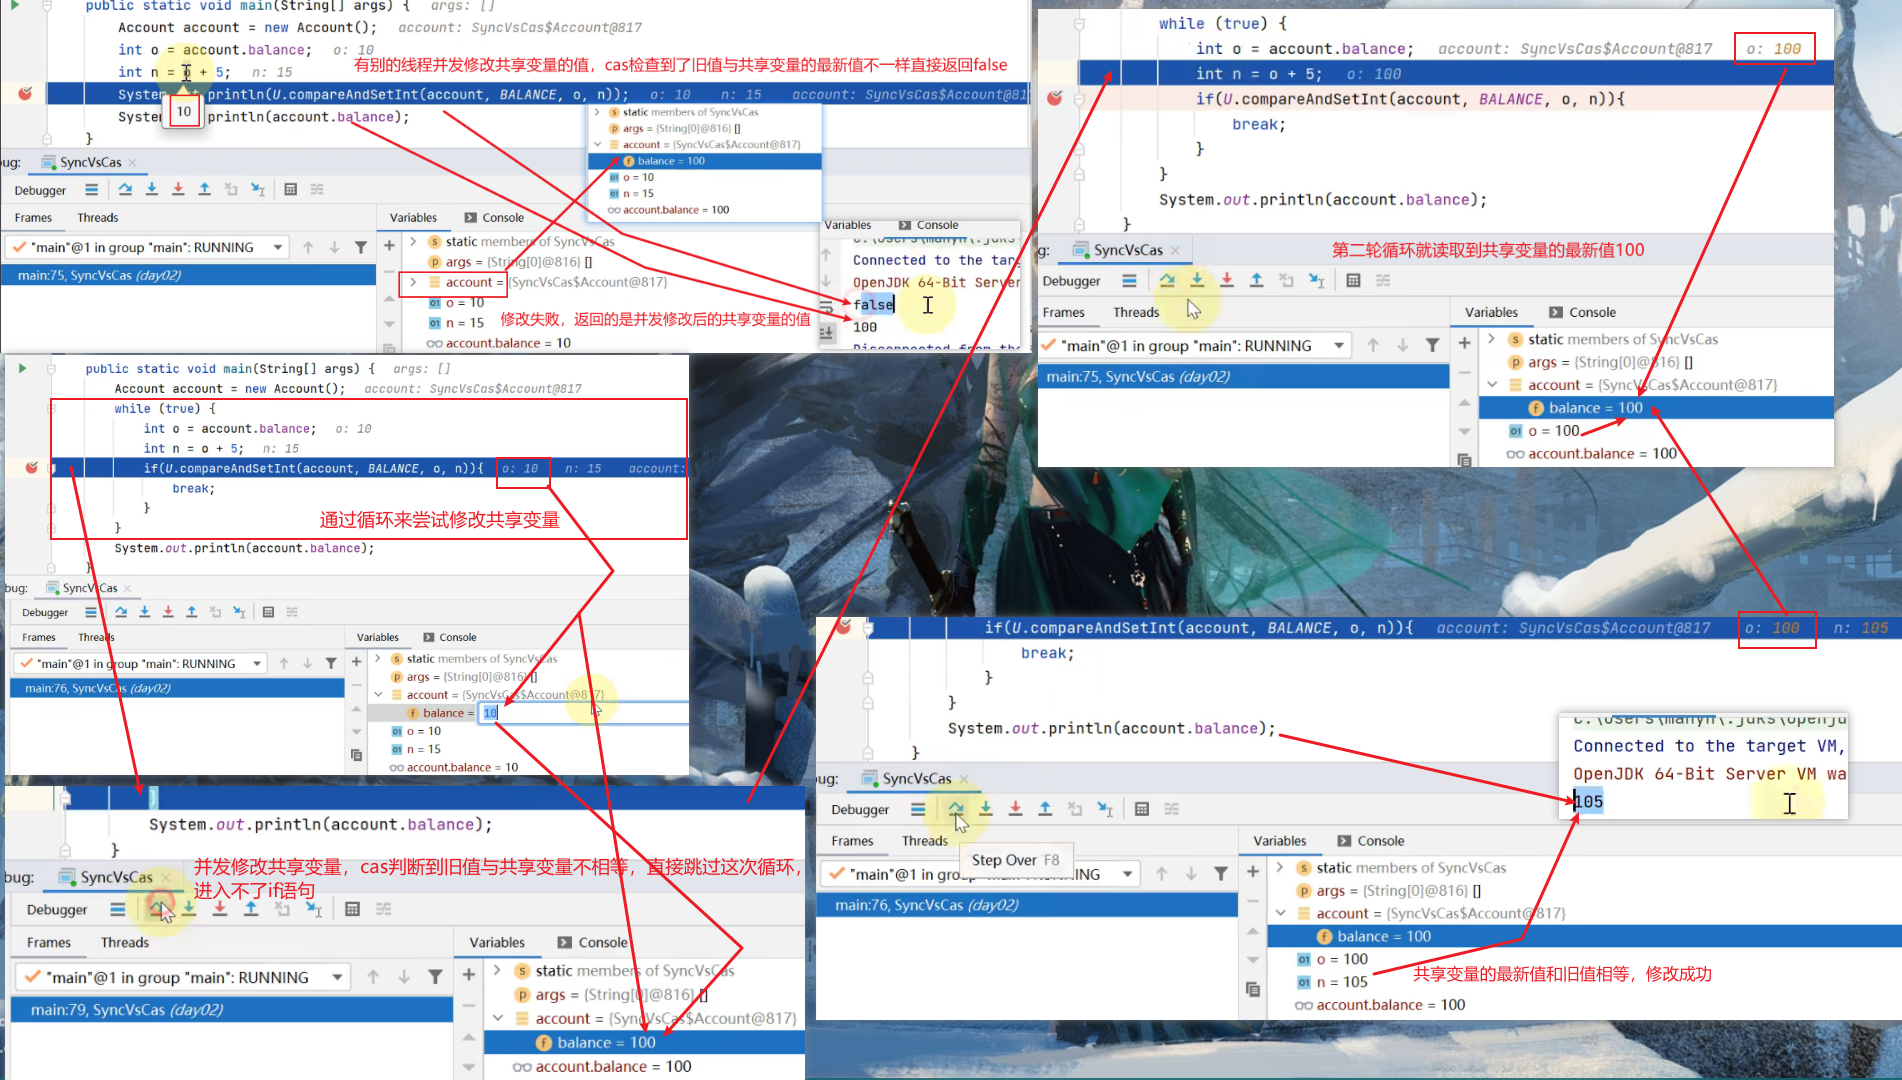 public static void main(String[] args) {   args: []
Account account = new Account();   account: SyncVsCas$Account@817
int o = account.balance;   o: 10
int n = o + 5;   n: 15
有别的线程并发修改共享变量的值，cas检查到了旧值与共享变量的最新值不一样直接返回false
System.   println(U.compareAndSetInt(account, BALANCE, o, n));   o: 10   n: 15   account: SyncVsCas$Account@81
10
Syste   println(account.balance);
}
static members of SyncVsCas
args = {String[0]@816} []
account = {SyncVsCas$Account@817}
balance = 100
o = 10
n = 15
account.balance = 100
ug:
SyncVsCas
Debugger
Frames
Threads
Variables
Console
"main"@1 in group "main": RUNNING
main:75, SyncVsCas (day02)
static members of SyncVsCas
args = {String[0]@816} []
account = {SyncVsCas$Account@817}
o = 10
n = 15
修改失败，返回的是并发修改后的共享变量的值
account.balance = 10
Variables
Console
Connected to the targ
OpenJDK 64-Bit Server
false
100
while (true) {
int o = account.balance;   account: SyncVsCas$Account@817   o: 100
int n = o + 5;   o: 100
if(U.compareAndSetInt(account, BALANCE, o, n)){
break;
}
}
System.out.println(account.balance);
}
g:
SyncVsCas
第二轮循环就读取到共享变量的最新值100
Debugger
Frames
Threads
Variables
Console
"main"@1 in group "main": RUNNING
main:75, SyncVsCas (day02)
static members of SyncVsCas
args = {String[0]@816} []
account = {SyncVsCas$Account@817}
balance = 100
o = 100
account.balance = 100
public static void main(String[] args) {   args: []
Account account = new Account();   account: SyncVsCas$Account@817
while (true) {
int o = account.balance;   o: 10
int n = o + 5;   n: 15
if(U.compareAndSetInt(account, BALANCE, o, n)){   o: 10   n: 15   account:
break;
}
通过循环来尝试修改共享变量
}
System.out.println(account.balance);
}
bug:
SyncVsCas
Debugger
Frames
Threads
Variables
Console
"main"@1 in group "main": RUNNING
main:76, SyncVsCas (day02)
static members of SyncVsCas
args = {String[0]@816} []
account = {SyncVsCas$Account@817}
balance = 10
o = 10
n = 15
account.balance = 10
}
System.out.println(account.balance);
}
并发修改共享变量，cas判断到旧值与共享变量不相等，直接跳过这次循环，
进入不了if语句
bug:
SyncVsCas
Debugger
Frames
Threads
Variables
Console
"main"@1 in group "main": RUNNING
main:79, SyncVsCas (day02)
static members of SyncVsCas
args = {String[0]@816} []
account = {SyncVsCas$Account@817}
balance = 100
account.balance = 100
if(U.compareAndSetInt(account, BALANCE, o, n)){   account: SyncVsCas$Account@817   o: 100   n: 105
break;
}
}
System.out.println(account.balance);
}
Connected to the target VM,
OpenJDK 64-Bit Server VM wa
105
ug:
SyncVsCas
Debugger
Frames
Threads
Step Over F8
Variables
Console
"main"@1 in grou
main:76, SyncVsCas (day02)
static members of SyncVsCas
args = {String[0]@816} []
account = {SyncVsCas$Account@817}
balance = 100
o = 100
n = 105
共享变量的最新值和旧值相等，修改成功
account.balance = 100